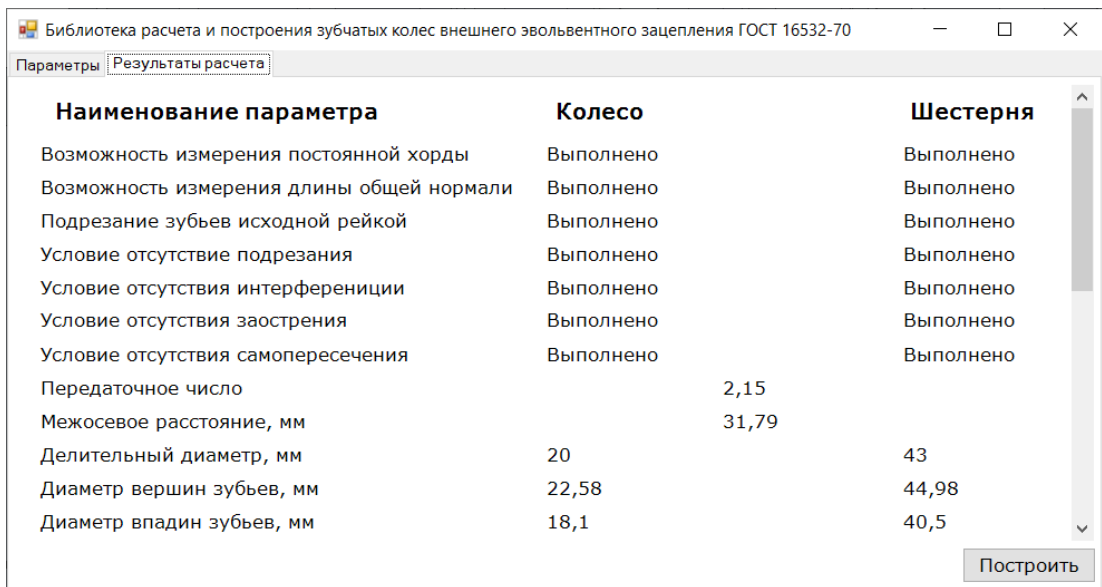 Библиотека расчета и построения зубчатых колес внешнего эвольвентного зацепления ГОСТ 16532-70
Параметры Результаты расчета
Наименование параметра Колесо Шестерня
Возможность измерения постоянной хорды Выполнено Выполнено
Возможность измерения длины общей нормали Выполнено Выполнено
Подрезание зубьев исходной рейкой Выполнено Выполнено
Условие отсутствие подрезания Выполнено Выполнено
Условие отсутствия интерферениции Выполнено Выполнено
Условие отсутствия заострения Выполнено Выполнено
Условие отсутствия самопересечения Выполнено Выполнено
Передаточное число 2,15
Межосевое расстояние, мм 31,79
Делительный диаметр, мм 20 43
Диаметр вершин зубьев, мм 22,58 44,98
Диаметр впадин зубьев, мм 18,1 40,5
Построить